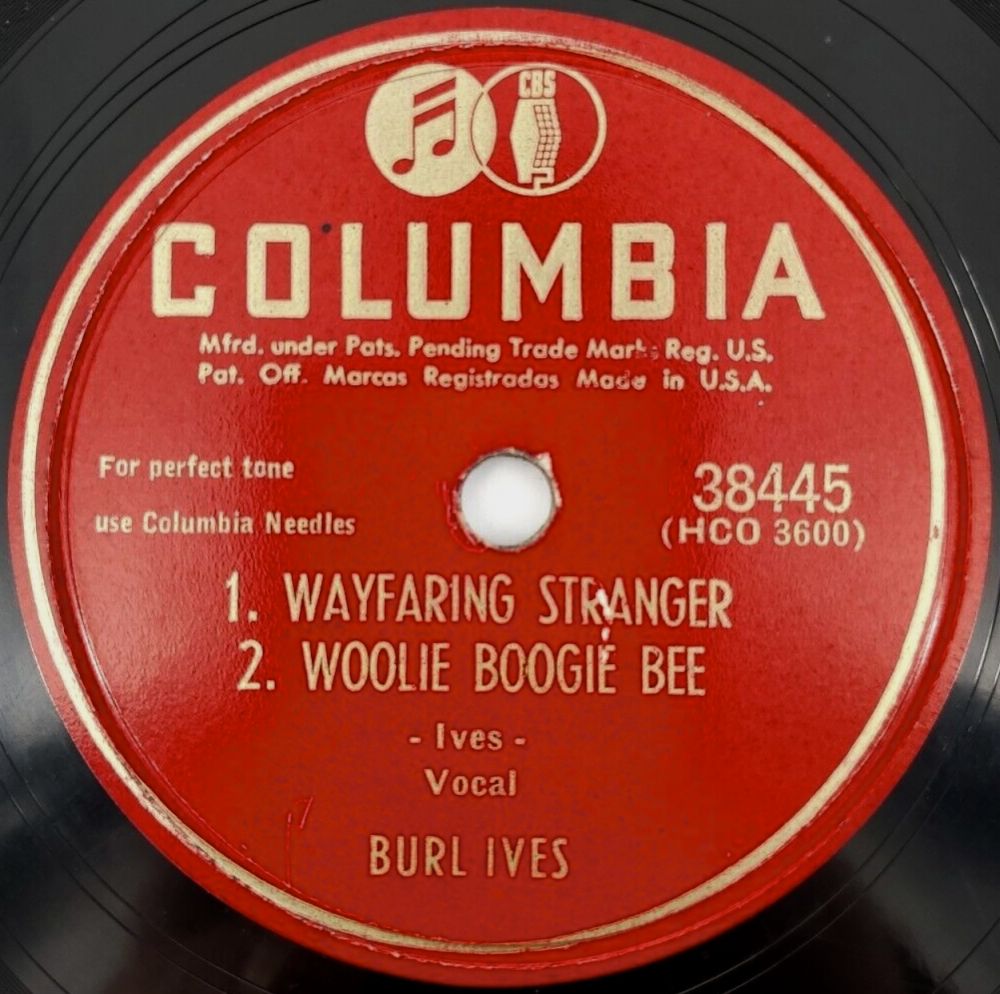 CBS
COLUMBIA
Mfrd. under Pats. Pending Trade Mark Reg. U.S.
Pat. Off. Marcas Registradas Made in U.S.A.
For perfect tone
use Columbia Needles
38445
(HCO 3600)
1. WAYFARING STRANGER
2. WOOLIE BOOGIE BEE
- Ives -
Vocal
BURL IVES